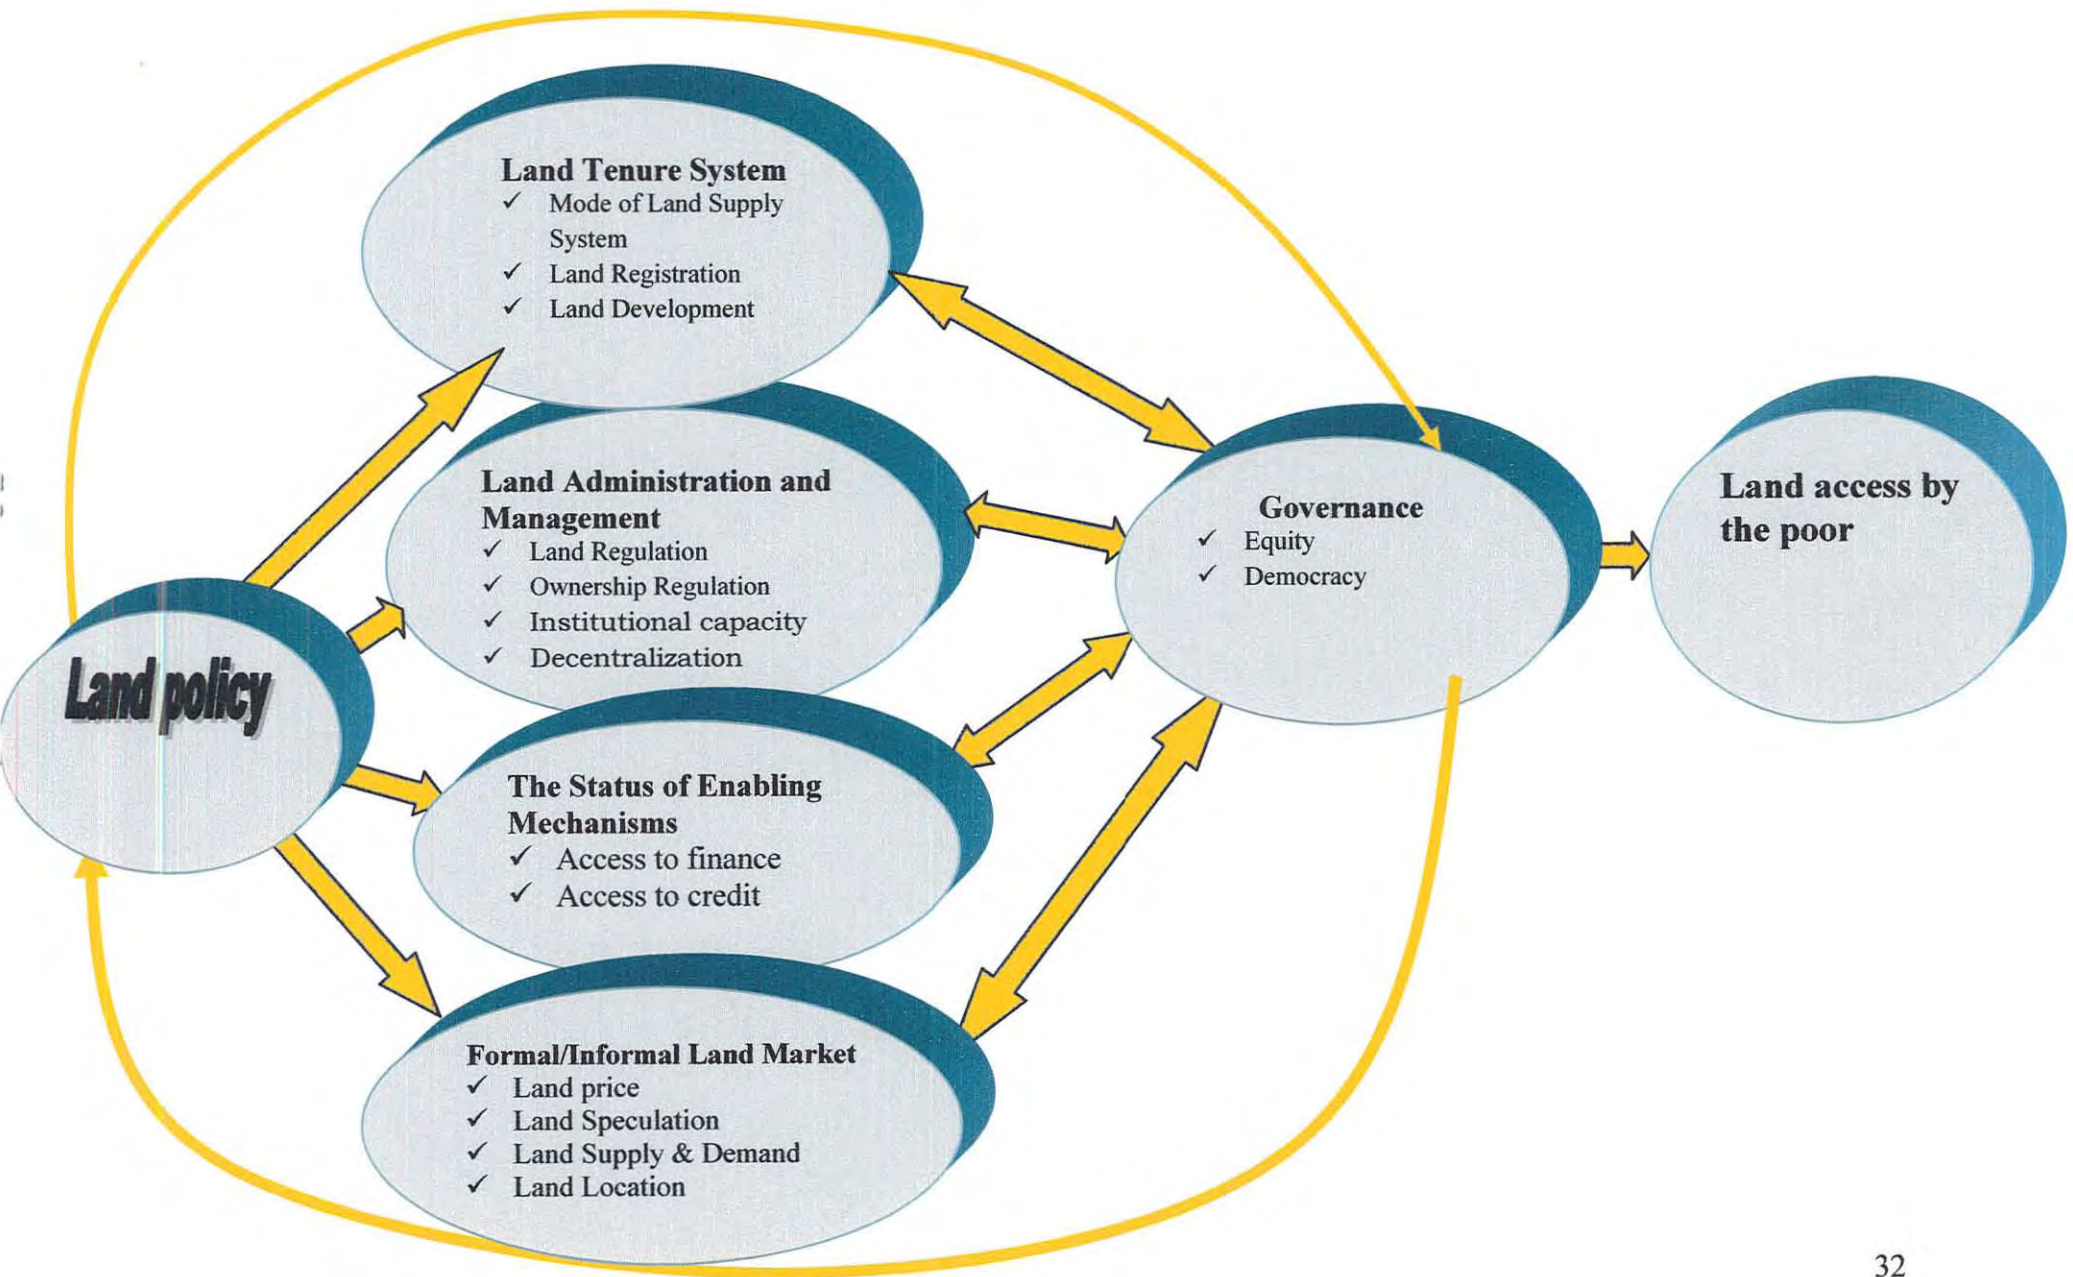 Land Tenure System
✓ Mode of Land Supply
System
✓ Land Registration
✓ Land Development
Land Administration and
Management
✓ Land Regulation
✓ Ownership Regulation
✓ Institutional capacity
✓ Decentralization
Land policy
The Status of Enabling
Mechanisms
✓ Access to finance
✓ Access to credit
Formal/Informal Land Market
✓ Land price
✓ Land Speculation
✓ Land Supply & Demand
✓ Land Location
Governance
✓ Equity
✓ Democracy
Land access by
the poor
32